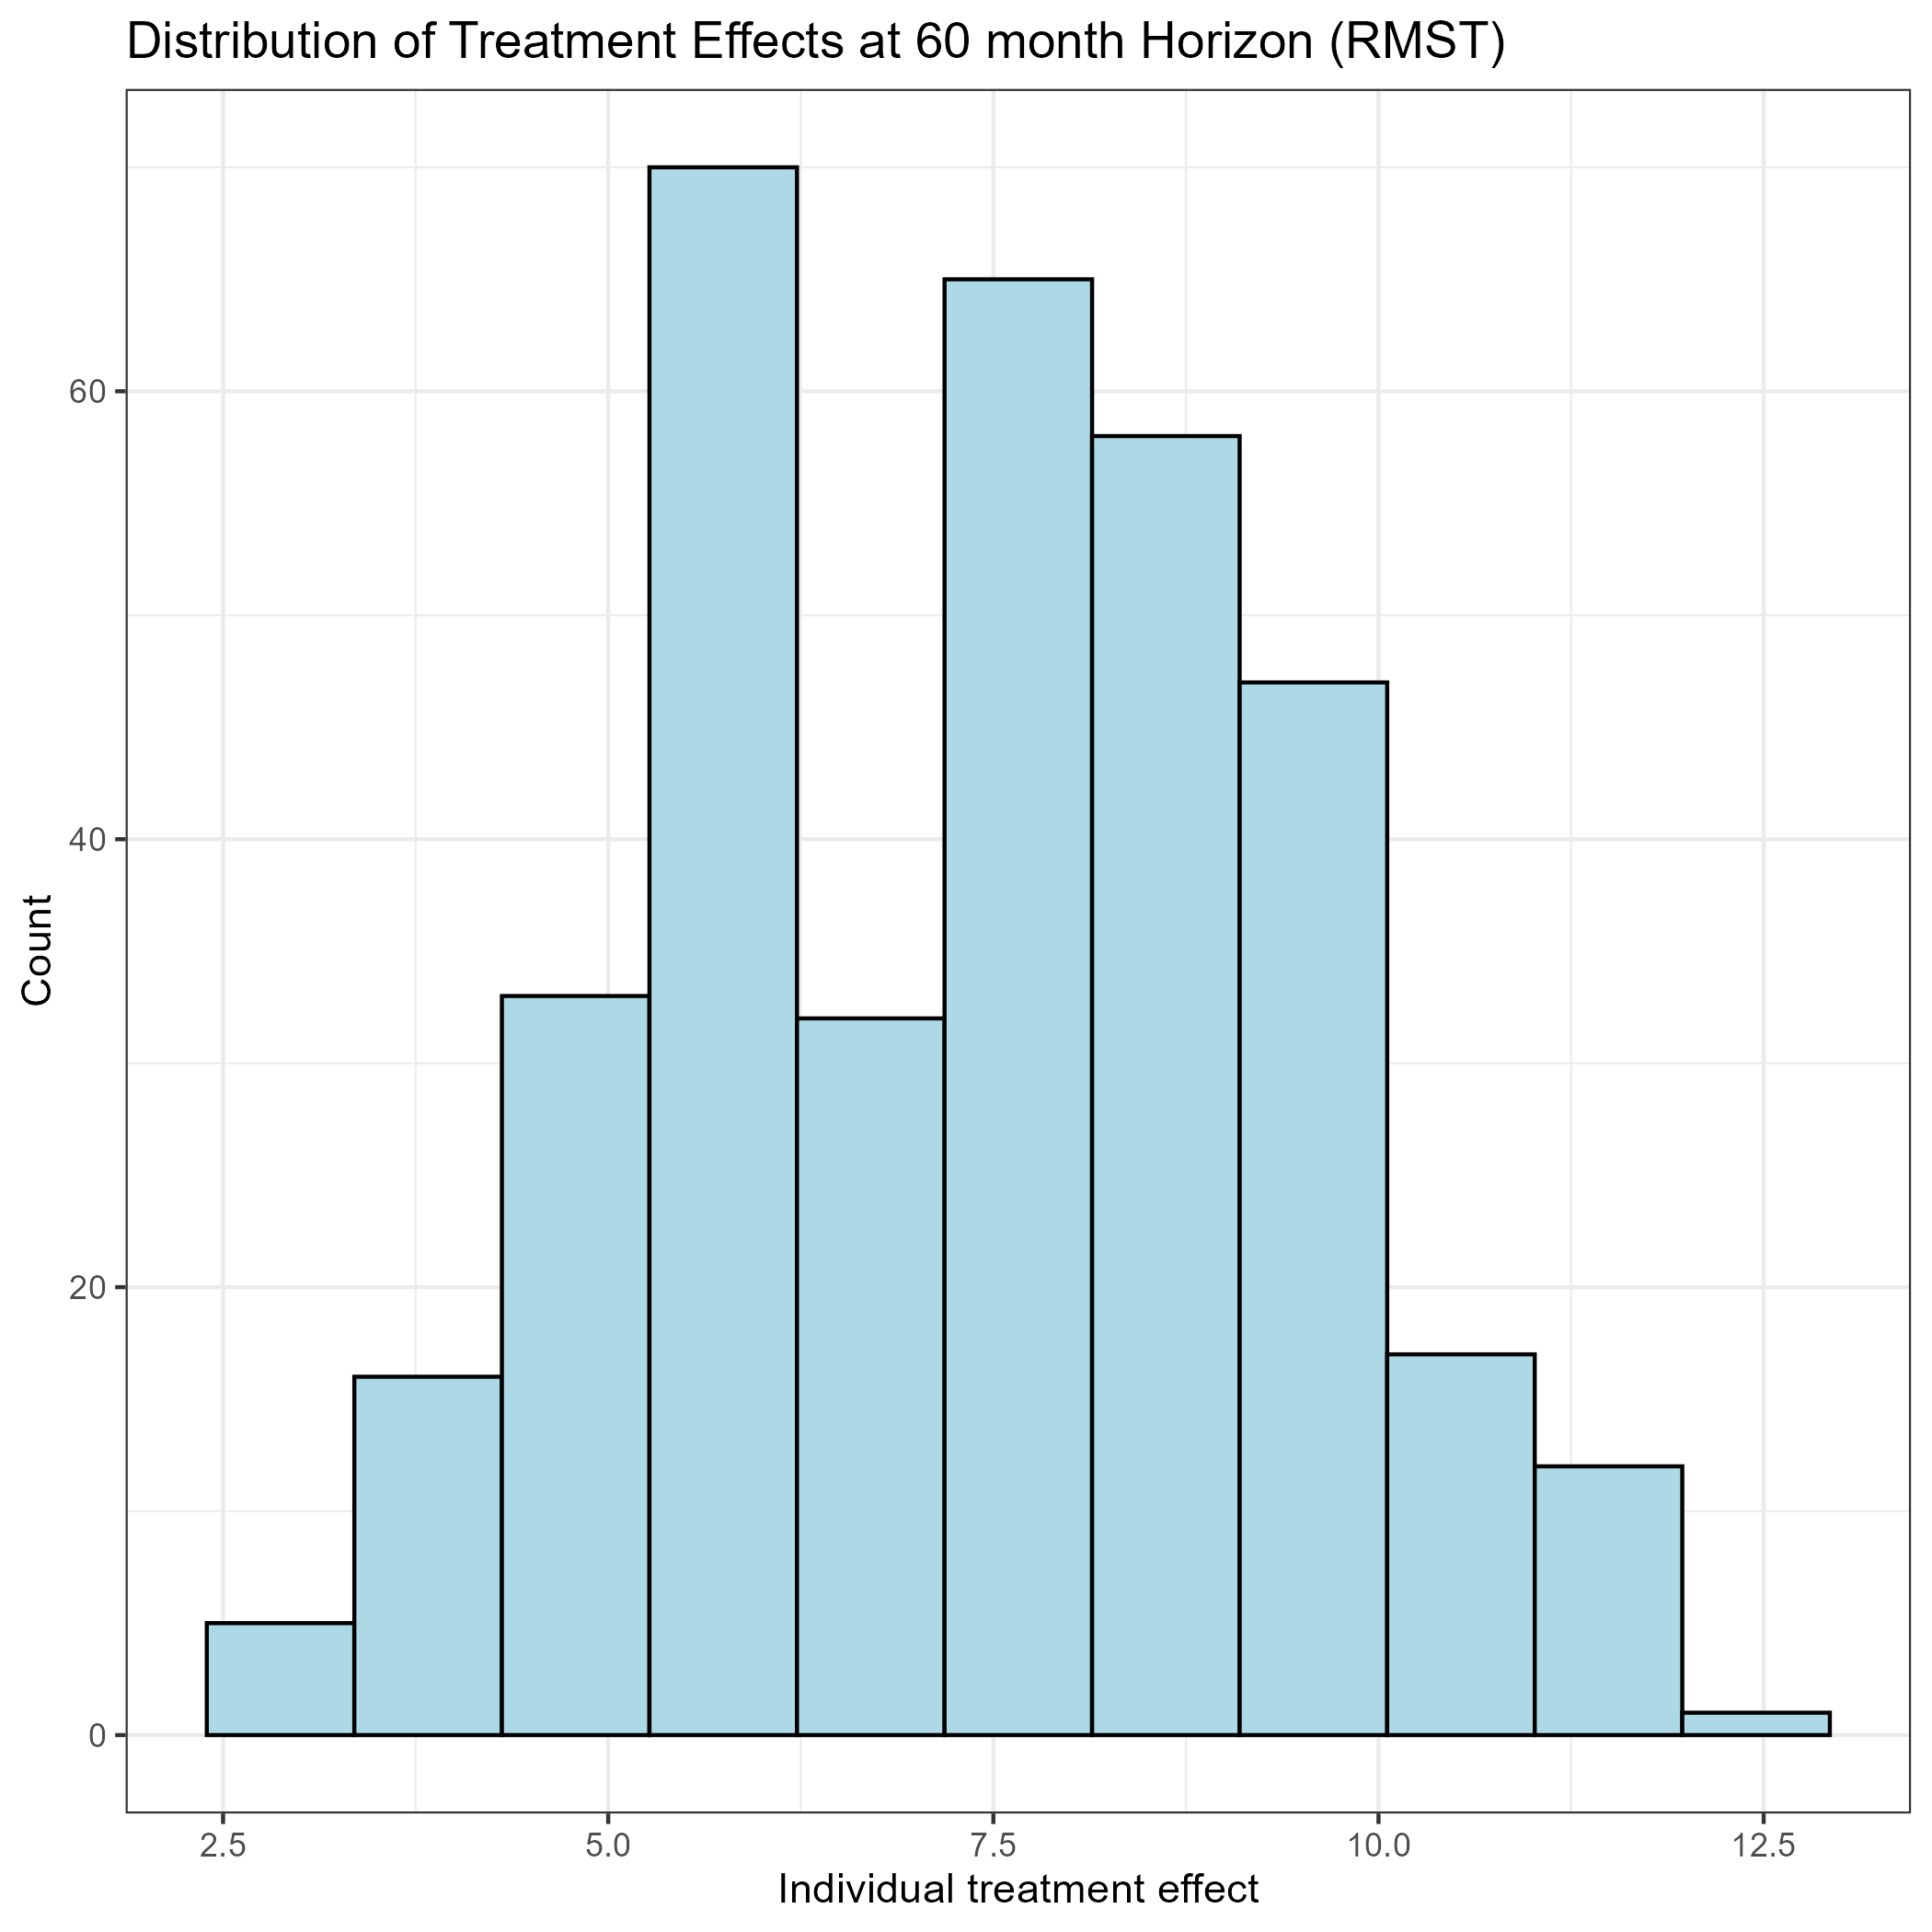 Distribution of Treatment Effects at 60 month Horizon (RMST)
60
40
20
0
Count
2.5 5.0 7.5 10.0 12.5
Individual treatment effect